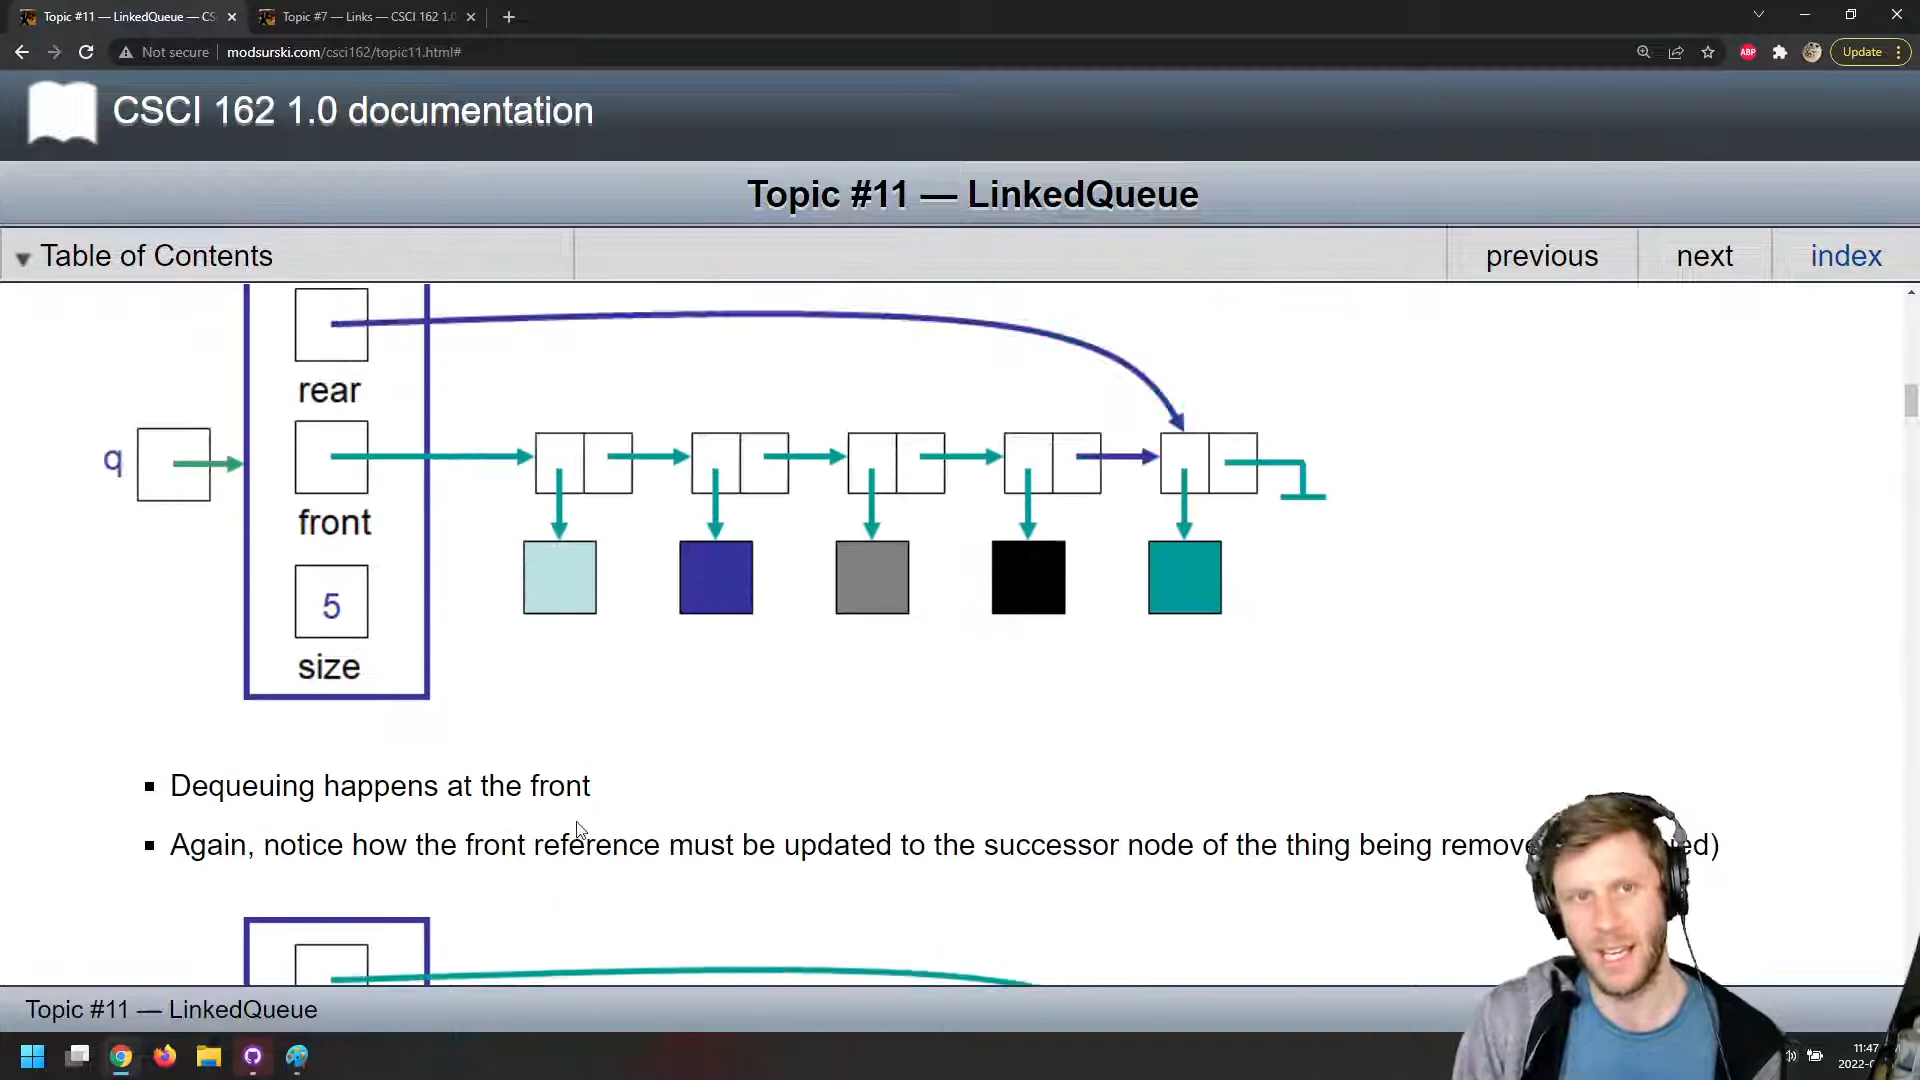 Topic #11 — LinkedQueue — CS
Topic #7 — Links — CSCI 162 1.0
Not secure
modsurski.com/csci162/topic11.html#
ABP
Update
CSCI 162 1.0 documentation
Topic #11 — LinkedQueue
Table of Contents
previous
next
index
rear
q
front
5
size
Dequeuing happens at the front
Again, notice how the front reference must be updated to the successor node of the thing being remove
Topic #11 — LinkedQueue
11:47
2022-